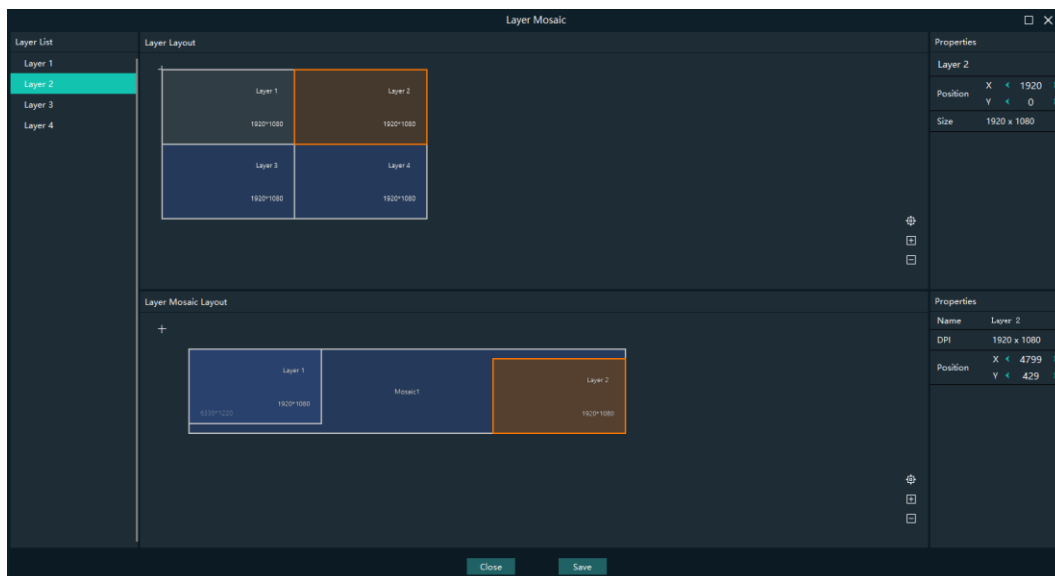 Layer Mosaic
Layer List
Layer 1
Layer 2
Layer 3
Layer 4
Layer Layout
Layer 1
1920*1080
Layer 2
1920*1080
Layer 3
1920*1080
Layer 4
1920*1080
Properties
Layer 2
Position X 1920
Y 0
Size 1920 x 1080
Layer Mosaic Layout
Layer 1
1920*1080
6330*1220
Mosaic1
Layer 2
1920*1080
Properties
Name Layer 2
DPI 1920 x 1080
Position X 4799
Y 429
Close Save